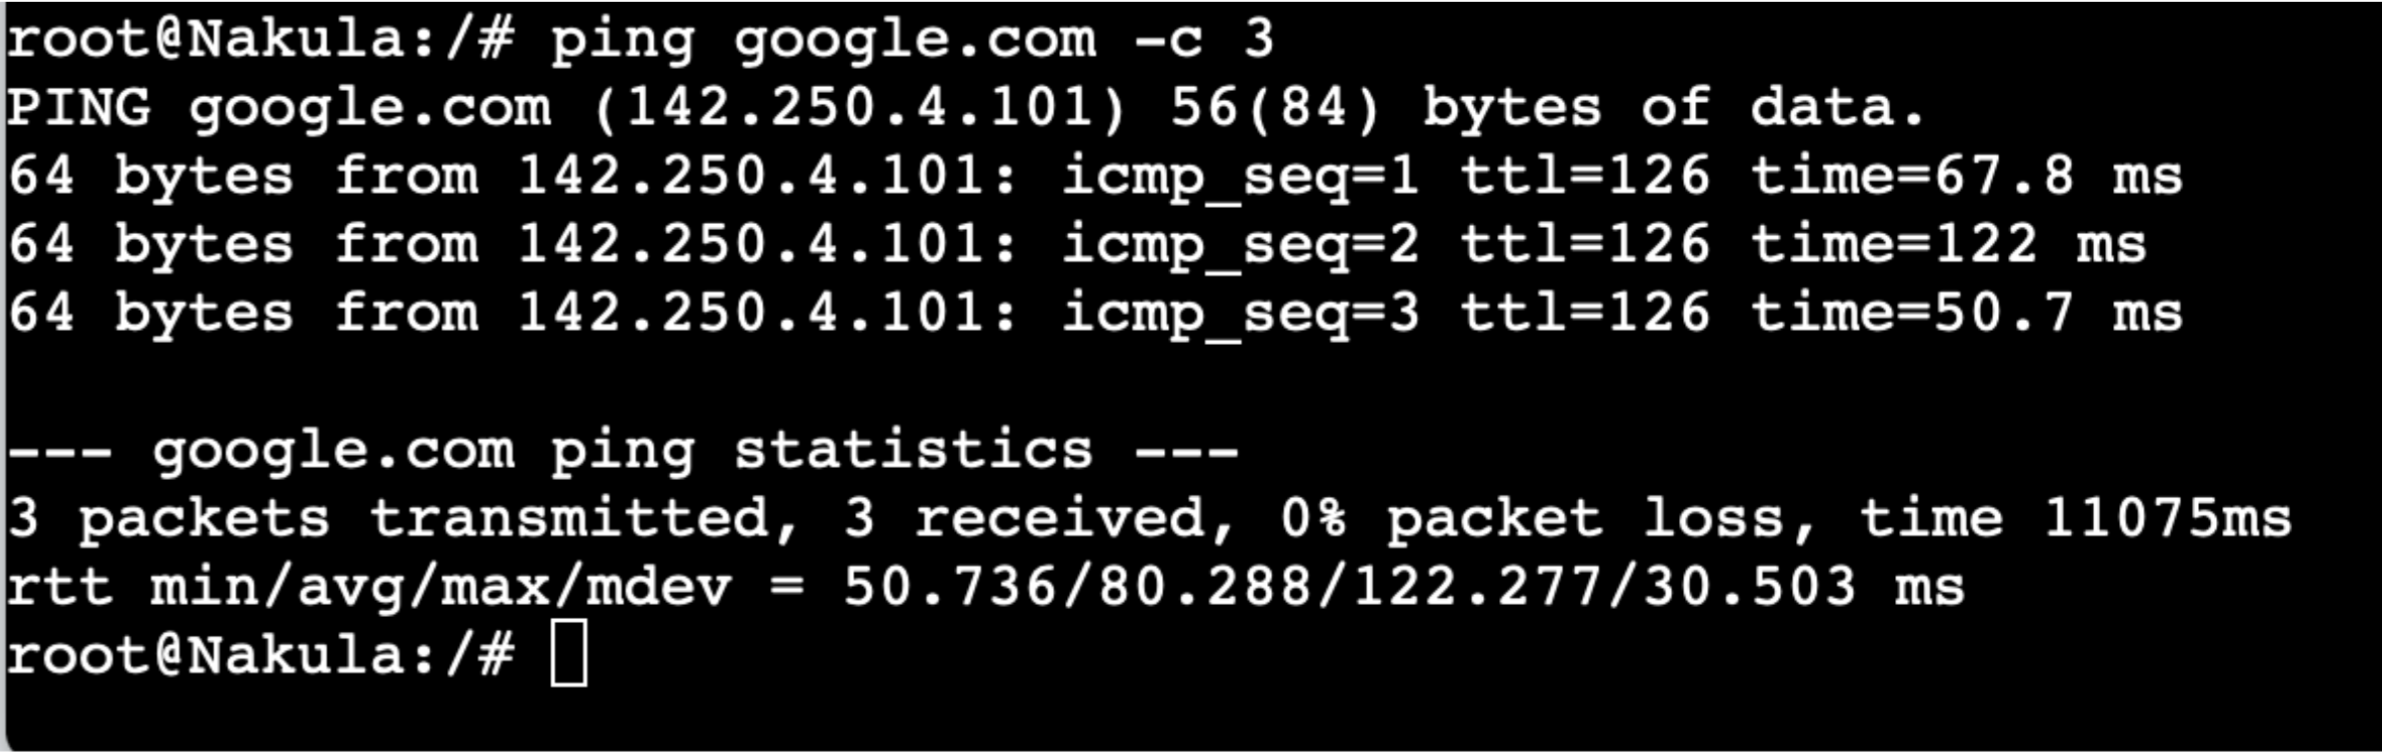 root@Nakula:/# ping google.com -c 3
PING google.com (142.250.4.101) 56(84) bytes of data.
64 bytes from 142.250.4.101: icmp_seq=1 ttl=126 time=67.8 ms
64 bytes from 142.250.4.101: icmp_seq=2 ttl=126 time=122 ms
64 bytes from 142.250.4.101: icmp_seq=3 ttl=126 time=50.7 ms

--- google.com ping statistics ---
3 packets transmitted, 3 received, 0% packet loss, time 11075ms
rtt min/avg/max/mdev = 50.736/80.288/122.277/30.503 ms
root@Nakula:/#